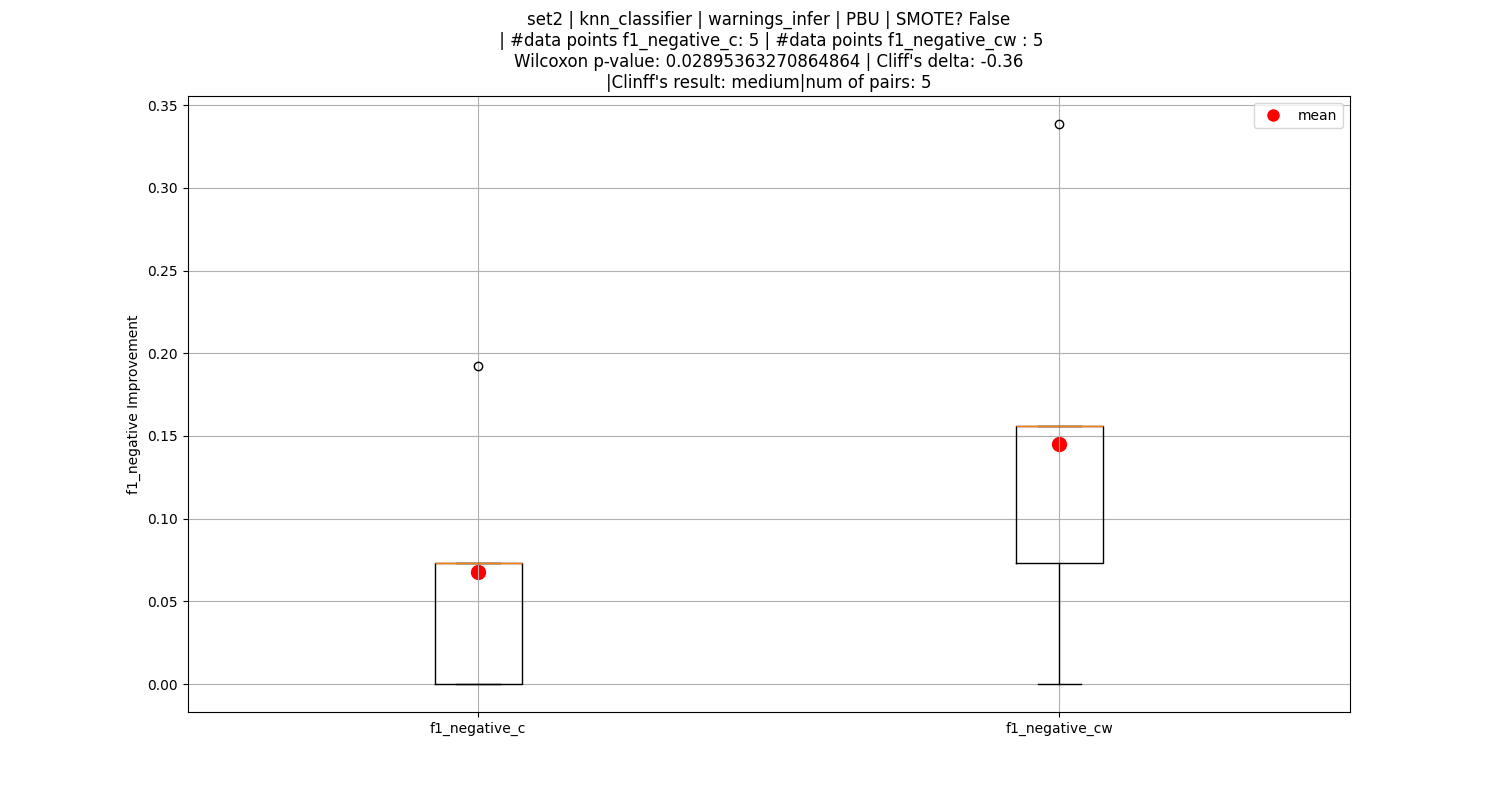 set2 | knn_classifier | warnings_infer | PBU | SMOTE? False
| #data points f1_negative_c: 5 | #data points f1_negative_cw : 5
Wilcoxon p-value: 0.02895363270864864 | Cliff's delta: -0.36
|Clinff's result: medium|num of pairs: 5
mean
0.35
0.30
0.25
0.20
0.15
0.10
0.05
0.00
f1_negative Improvement
f1_negative_c
f1_negative_cw